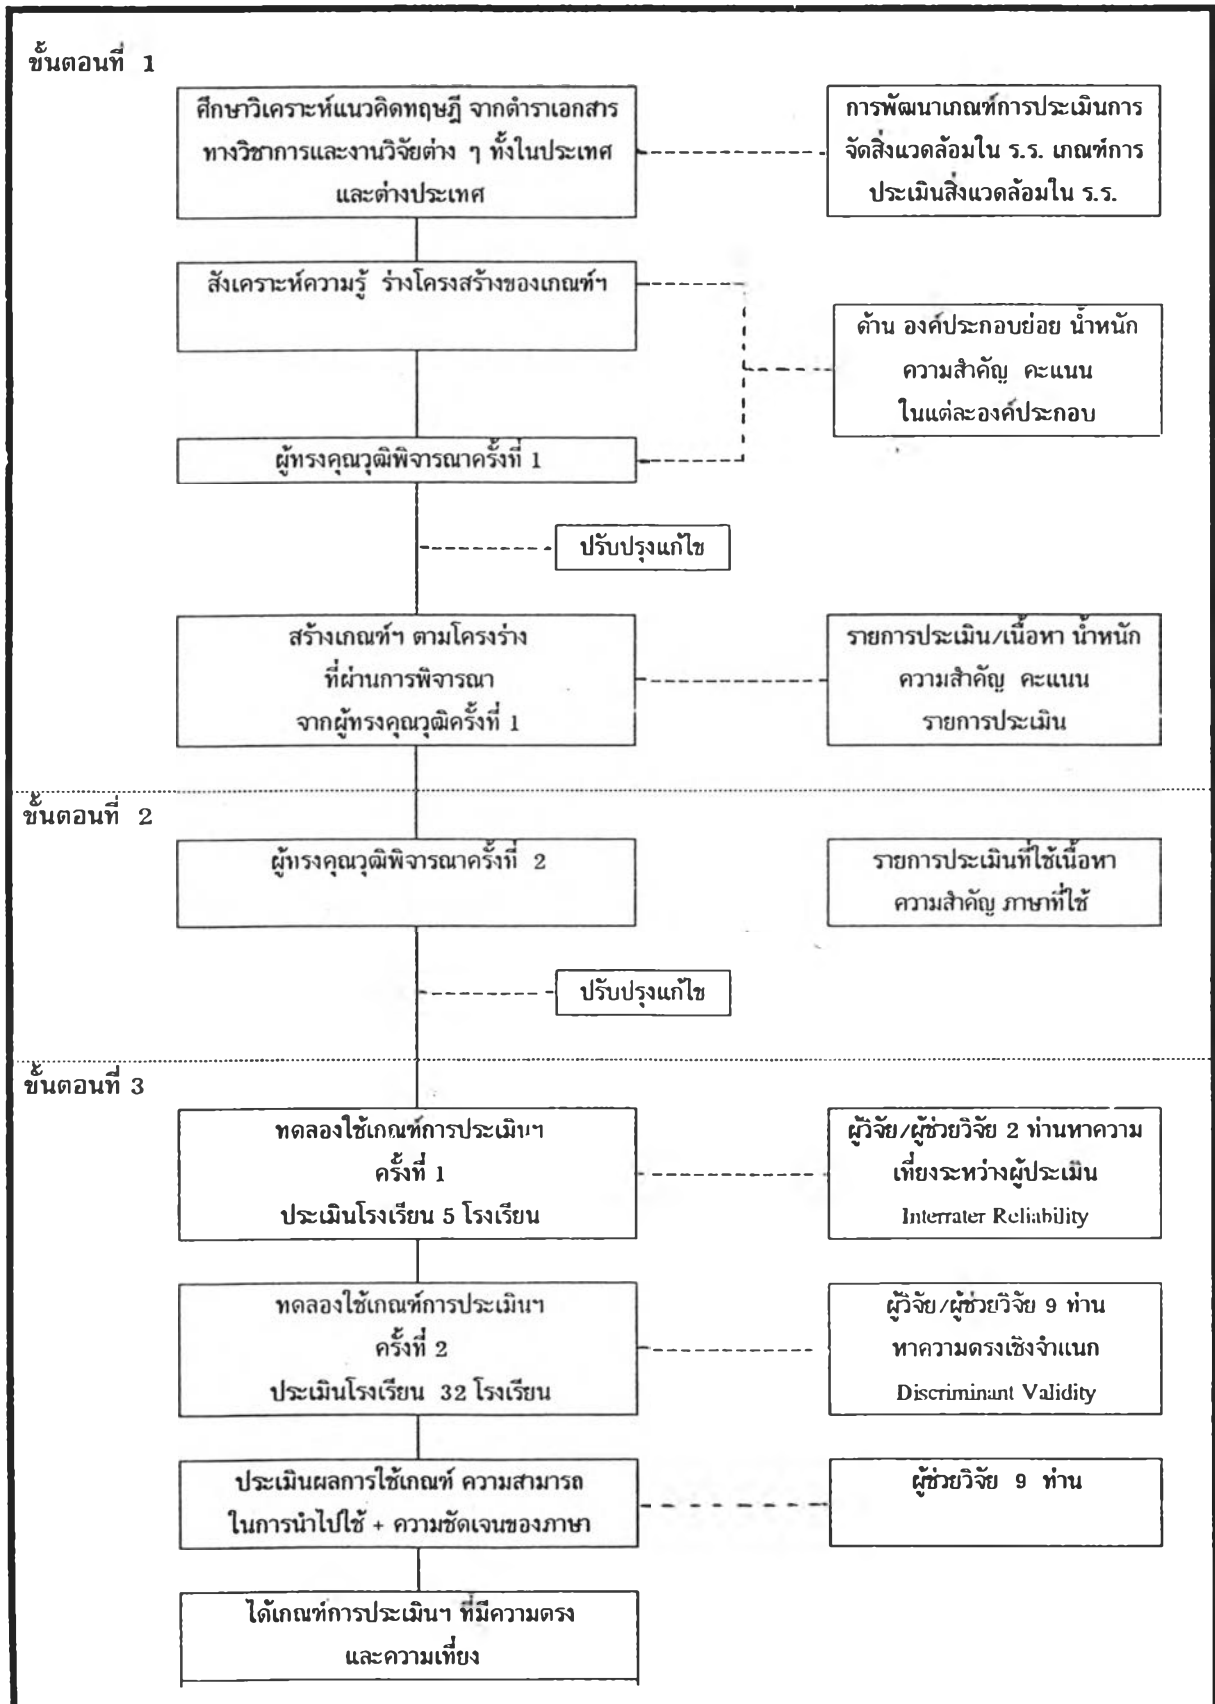 ขั้นตอนที่ 1
ศึกษาวิเคราะห์แนวคิดทฤษฎี จากตำราเอกสาร
ทางวิชาการและงานวิจัยต่าง ๆ ทั้งในประเทศ
และต่างประเทศ
การพัฒนาเกณฑ์การประเมินการ
จัดสิ่งแวดล้อมใน ร.ร. เกณฑ์การ
ประเมินสิ่งแวดล้อมใน ร.ร.
สังเคราะห์ความรู้ ร่างโครงสร้างของเกณฑ์ฯ
ด้าน องค์ประกอบย่อย น้ำหนัก
ความสำคัญ คะแนน
ในแต่ละองค์ประกอบ
ผู้ทรงคุณวุฒิพิจารณาครั้งที่ 1
ปรับปรุงแก้ไข
สร้างเกณฑ์ฯ ตามโครงร่าง
ที่ผ่านการพิจารณา
จากผู้ทรงคุณวุฒิครั้งที่ 1
รายการประเมิน/เนื้อหา น้ำหนัก
ความสำคัญ คะแนน
รายการประเมิน
ขั้นตอนที่ 2
ผู้ทรงคุณวุฒิพิจารณาครั้งที่ 2
รายการประเมินที่ใช้เนื้อหา
ความสำคัญ ภาษาที่ใช้
ปรับปรุงแก้ไข
ขั้นตอนที่ 3
ทดลองใช้เกณฑ์การประเมินฯ
ครั้งที่ 1
ประเมินโรงเรียน 5 โรงเรียน
ผู้วิจัย/ผู้ช่วยวิจัย 2 ท่านหาความ
เที่ยงระหว่างผู้ประเมิน
Interrater Reliability
ทดลองใช้เกณฑ์การประเมินฯ
ครั้งที่ 2
ประเมินโรงเรียน 32 โรงเรียน
ผู้วิจัย/ผู้ช่วยวิจัย 9 ท่าน
หาความตรงเชิงจำแนก
Discriminant Validity
ประเมินผลการใช้เกณฑ์ ความสามารถ
ในการนำไปใช้ + ความชัดเจนของภาษา
ผู้ช่วยวิจัย 9 ท่าน
ได้เกณฑ์การประเมินฯ ที่มีความตรง
และความเที่ยง